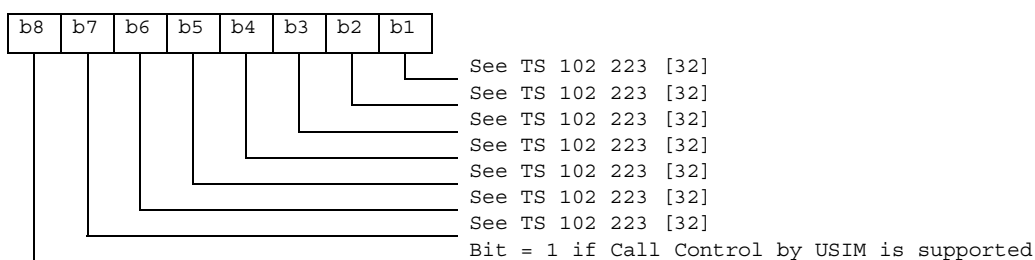 b8 b7 b6 b5 b4 b3 b2 b1
See TS 102 223 [32]
See TS 102 223 [32]
See TS 102 223 [32]
See TS 102 223 [32]
See TS 102 223 [32]
See TS 102 223 [32]
See TS 102 223 [32]
Bit = 1 if Call Control by USIM is supported